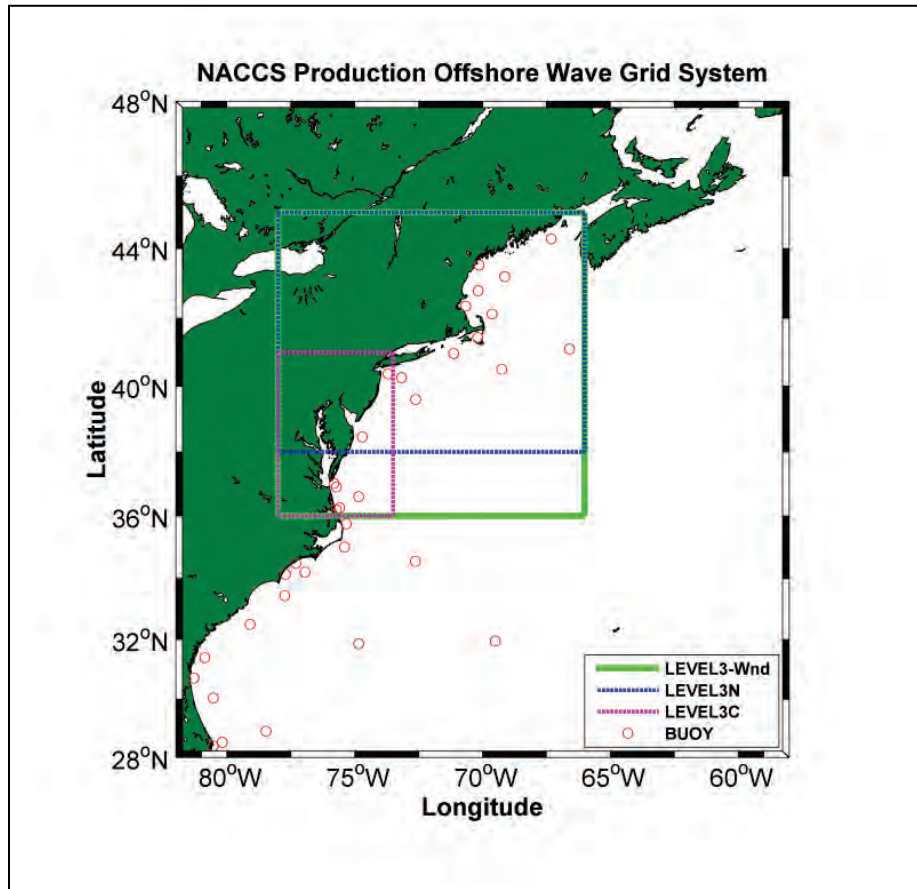 NACCS Production Offshore Wave Grid System
48°N
44°N
40°N
36°N
32°N
28°N
Latitude
80°W
75°W
70°W
65°W
60°W
Longitude
LEVEL3-Wnd
LEVEL3N
LEVEL3C
BUOY